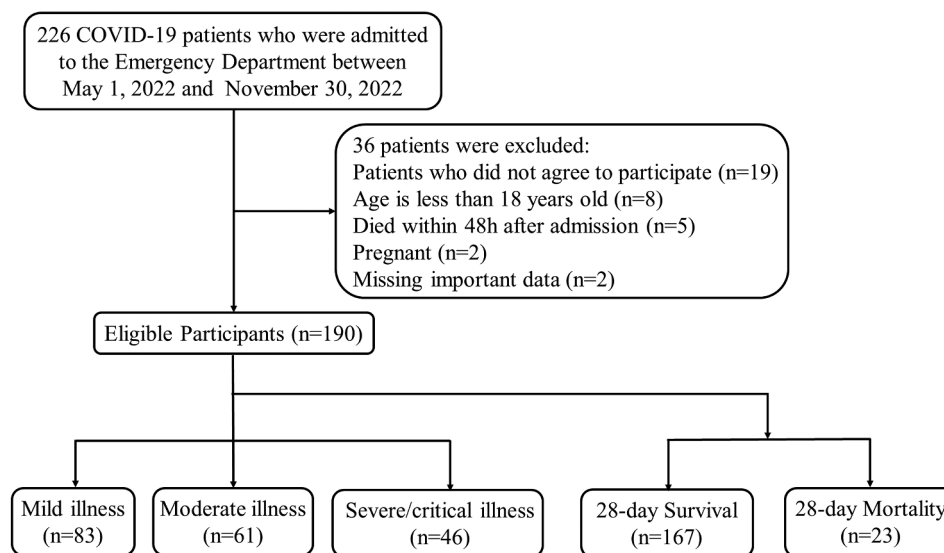 226 COVID-19 patients who were admitted
to the Emergency Department between
May 1, 2022 and November 30, 2022
36 patients were excluded:
Patients who did not agree to participate (n=19)
Age is less than 18 years old (n=8)
Died within 48h after admission (n=5)
Pregnant (n=2)
Missing important data (n=2)
Eligible Participants (n=190)
Mild illness
(n=83)
Moderate illness
(n=61)
Severe/critical illness
(n=46)
28-day Survival
(n=167)
28-day Mortality
(n=23)